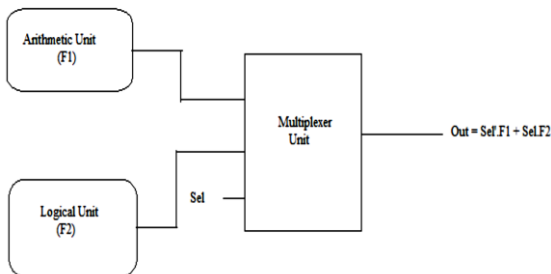 Arithmetic Unit
(F1)
Multiplexer
Unit
Out = Sel'.F1 + Sel.F2
Sel
Logical Unit
(F2)